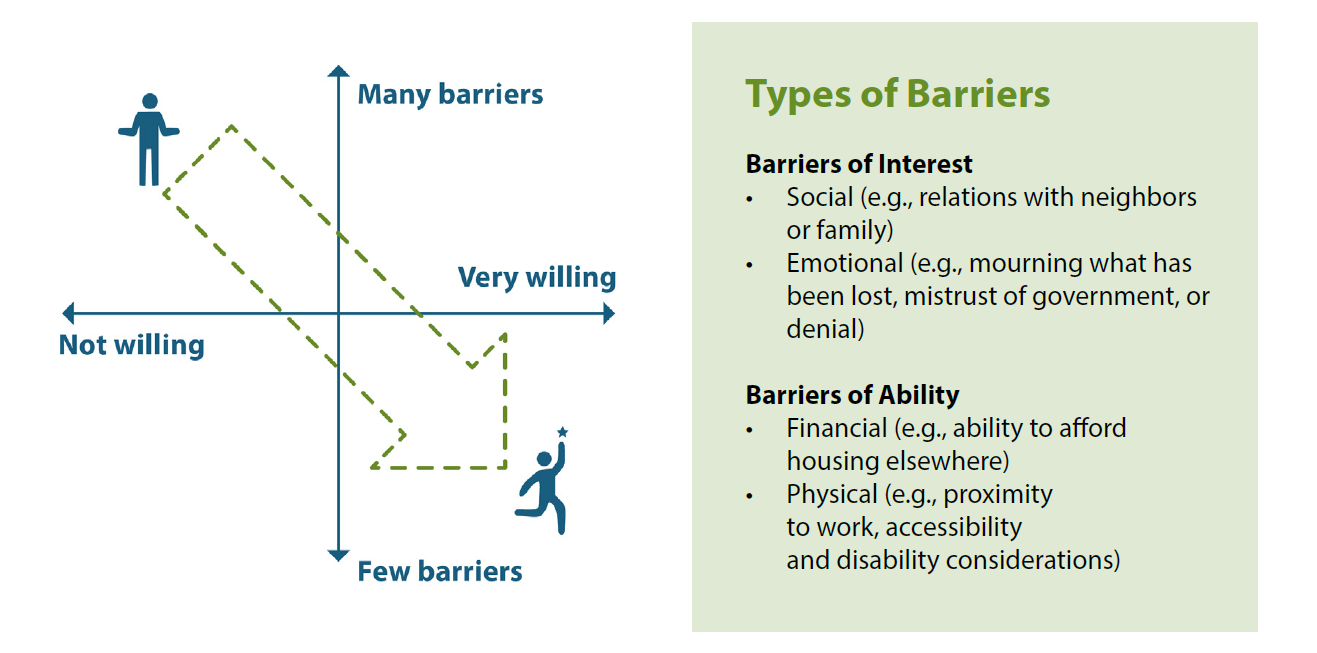 Many barriers
Very willing
Not willing
Few barriers
Types of Barriers
Barriers of Interest
• Social (e.g., relations with neighbors
or family)
• Emotional (e.g., mourning what has
been lost, mistrust of government, or
denial)
Barriers of Ability
• Financial (e.g., ability to afford
housing elsewhere)
• Physical (e.g., proximity
to work, accessibility
and disability considerations)